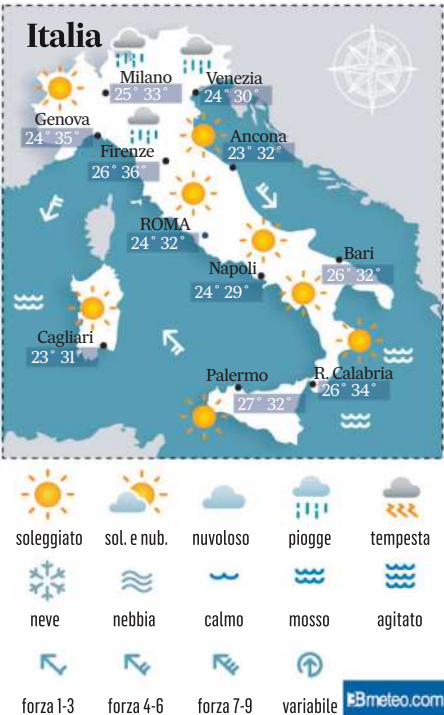 Italia
Milano
25° 33°
Venezia
24° 30°
Genova
24° 35°
Firenze
26° 36°
Ancona
23° 32°
ROMA
24° 32°
Napoli
24° 29°
Bari
26° 32°
Cagliari
23° 31°
Palermo
27° 32°
R. Calabria
26° 34°
soleggiato sol. e nub. nuvoloso piogge tempesta
neve nebbia calmo mosso agitato
forza 1-3 forza 4-6 forza 7-9 variabile
3Bmeteo.com